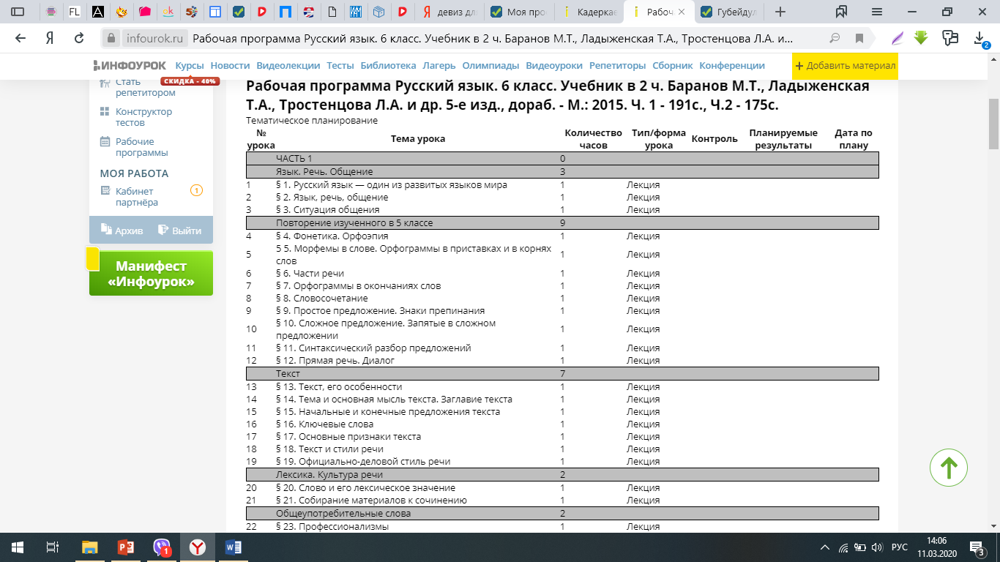 FL
A
девиз дл
Моя про
Кадеркае
Рабоч
Губейдул
infourok.ru Рабочая программа Русский язык. 6 класс. Учебник в 2 ч. Баранов М.Т., Ладыженская Т.А., Тростенцова Л.А. и...
2
ИНФОУРОК Курсы Новости Видеолекции Тесты Библиотека Лагерь Олимпиады Видеоуроки Репетиторы Сборник Конференции + Добавить материал
СКИДКА - 40%
Стать
репетитором
Конструктор
тестов
Рабочие
программы
МОЯ РАБОТА
Кабинет 1
партнёра
Архив Выйти
Манифест
«Инфоурок»
Рабочая программа Русский язык. 6 класс. Учебник в 2 ч. Баранов М.Т., Ладыженская
Т.А., Тростенцова Л.А. и др. 5-е изд., дораб. - М.: 2015. Ч. 1 - 191с., Ч.2 - 175с.
Тематическое планирование
№ урока Тема урока Количество часов Тип/форма урока Контроль Планируемые результаты Дата по плану
ЧАСТЬ 1 0
Язык. Речь. Общение 3
1 § 1. Русский язык — один из развитых языков мира 1 Лекция
2 § 2. Язык, речь, общение 1 Лекция
3 § 3. Ситуация общения 1 Лекция
Повторение изученного в 5 классе 9
4 § 4. Фонетика. Орфоэпия 1 Лекция
5 5 5. Морфемы в слове. Орфограммы в приставках и в корнях слов 1 Лекция
6 § 6. Части речи 1 Лекция
7 § 7. Орфограммы в окончаниях слов 1 Лекция
8 § 8. Словосочетание 1 Лекция
9 § 9. Простое предложение. Знаки препинания 1 Лекция
10 § 10. Сложное предложение. Запятые в сложном предложении 1 Лекция
11 § 11. Синтаксический разбор предложений 1 Лекция
12 § 12. Прямая речь. Диалог 1 Лекция
Текст 7
13 § 13. Текст, его особенности 1 Лекция
14 § 14. Тема и основная мысль текста. Заглавие текста 1 Лекция
15 § 15. Начальные и конечные предложения текста 1 Лекция
16 § 16. Ключевые слова 1 Лекция
17 § 17. Основные признаки текста 1 Лекция
18 § 18. Текст и стили речи 1 Лекция
19 § 19. Официально-деловой стиль речи 1 Лекция
Лексика. Культура речи 2
20 § 20. Слово и его лексическое значение 1 Лекция
21 § 21. Собирание материалов к сочинению 1 Лекция
Общеупотребительные слова 2
22 § 23. Профессионализмы 1 Лекция
1
РУС
14:06
11.03.2020
3